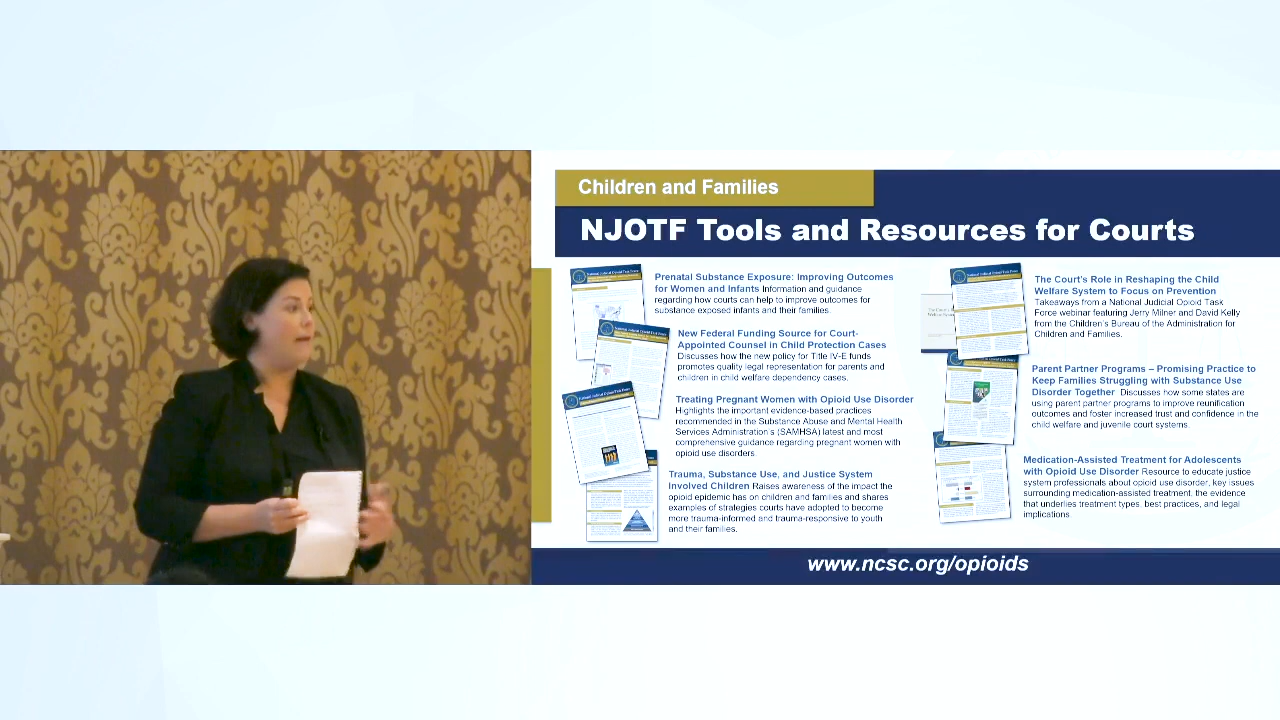 Children and Families
NJOTF Tools and Resources for Courts
Prenatal Substance Exposure: Improving Outcomes
for Women and Infants Information and guidance
regarding how courts can help to improve outcomes for
substance exposed infants and their families.
New Federal Funding Source for Court-
Appointed Counsel in Child Protection Cases
Discusses how the new policy for Title IV-E funds
promotes quality legal representation for parents and
children in child welfare dependency cases.
Treating Pregnant Women with Opioid Use Disorder
Highlights the important evidence-based practices
recommended in the Substance Abuse and Mental Health
Services Administration's (SAMHSA) latest and most
comprehensive guidance regarding pregnant women with
opioid use disorders.
Trauma, Substance Use, and Justice System
Involved Children Raises awareness of the impact the
opioid epidemic has on children and families and offers
examples of strategies courts have adopted to become
more trauma-informed and trauma-responsive to youth
and their families.
The Court's Role in Reshaping the Child
Welfare System to Focus on Prevention
Takeaways from a National Judicial Opioid Task
Force webinar featuring Jerry Milner and David Kelly
from the Children's Bureau of the Administration for
Children and Families.
Parent Partner Programs – Promising Practice to
Keep Families Struggling with Substance Use
Disorder Together Discusses how some states are
using parent partner programs to improve reunification
outcomes and foster increased trust and confidence in the
child welfare and juvenile court systems.
Medication-Assisted Treatment for Adolescents
with Opioid Use Disorder Resource to educate justice
system professionals about opioid use disorder, key issues
surrounding medication-assisted treatment, the evidence
that underlies treatment types, best practices, and legal
implications.
www.ncsc.org/opioids